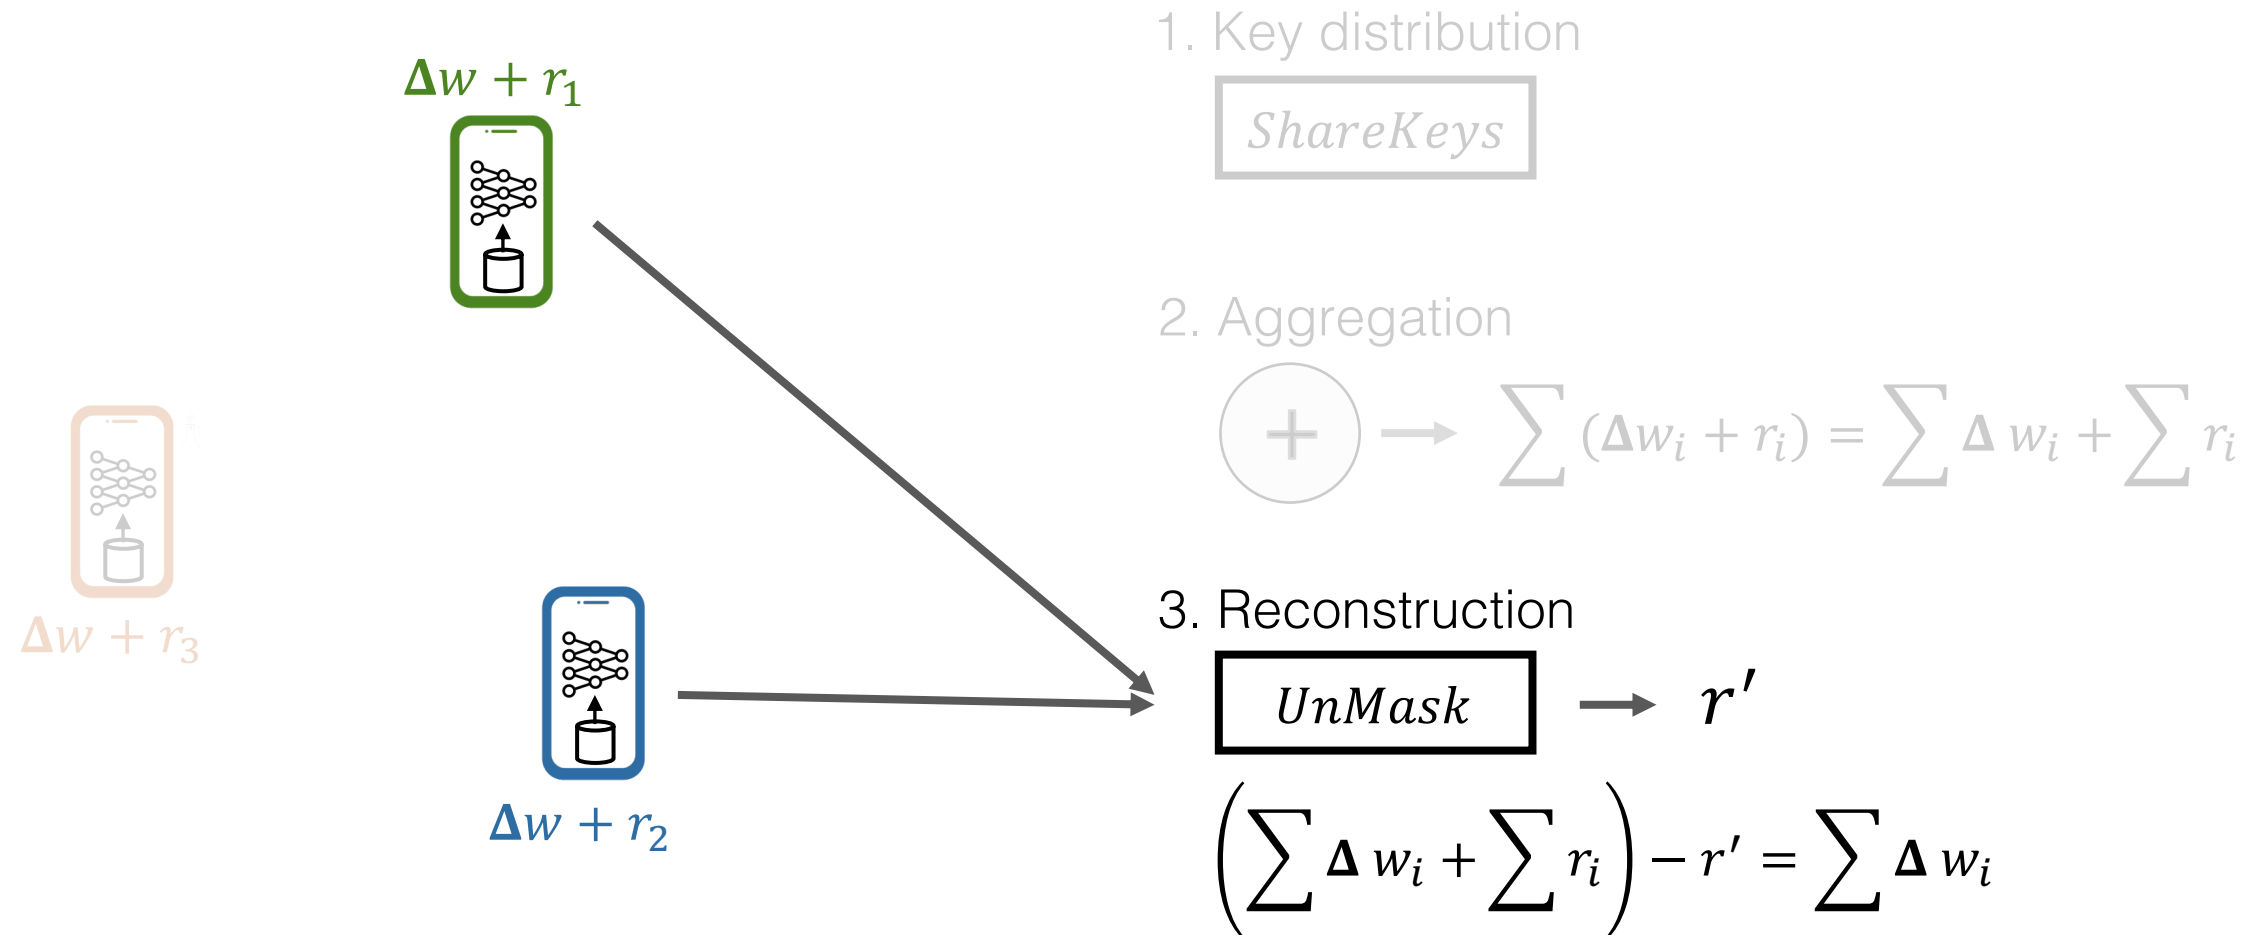 1. Key distribution
ShareKeys
Δw + r₁
2. Aggregation
+ → ∑(Δwᵢ + rᵢ) = ∑Δ wᵢ + ∑rᵢ
Δw + r₃
3. Reconstruction
UnMask → r′
Δw + r₂
(∑Δ wᵢ + ∑rᵢ) − r′ = ∑Δ wᵢ